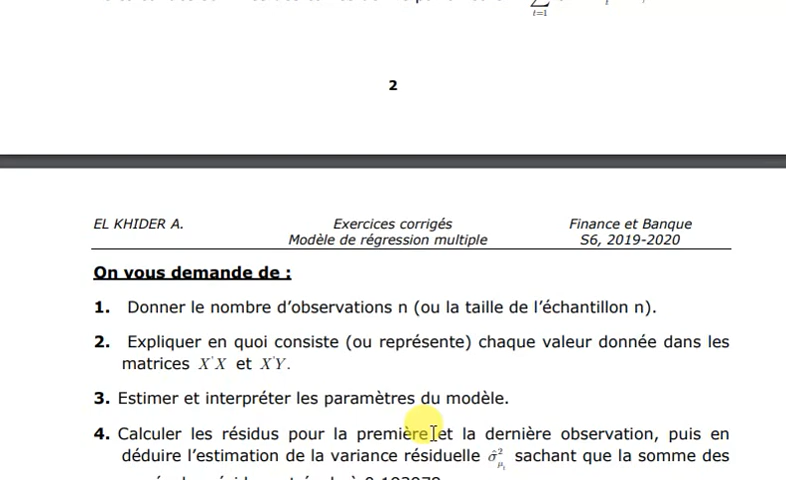 t=1
2
EL KHIDER A. Exercices corrigés Finance et Banque
Modèle de régression multiple S6, 2019-2020
On vous demande de :
1. Donner le nombre d'observations n (ou la taille de l'échantillon n).
2. Expliquer en quoi consiste (ou représente) chaque valeur donnée dans les
matrices X'X et X'Y.
3. Estimer et interpréter les paramètres du modèle.
4. Calculer les résidus pour la première et la dernière observation, puis en
déduire l'estimation de la variance résiduelle σ̂²μt sachant que la somme des